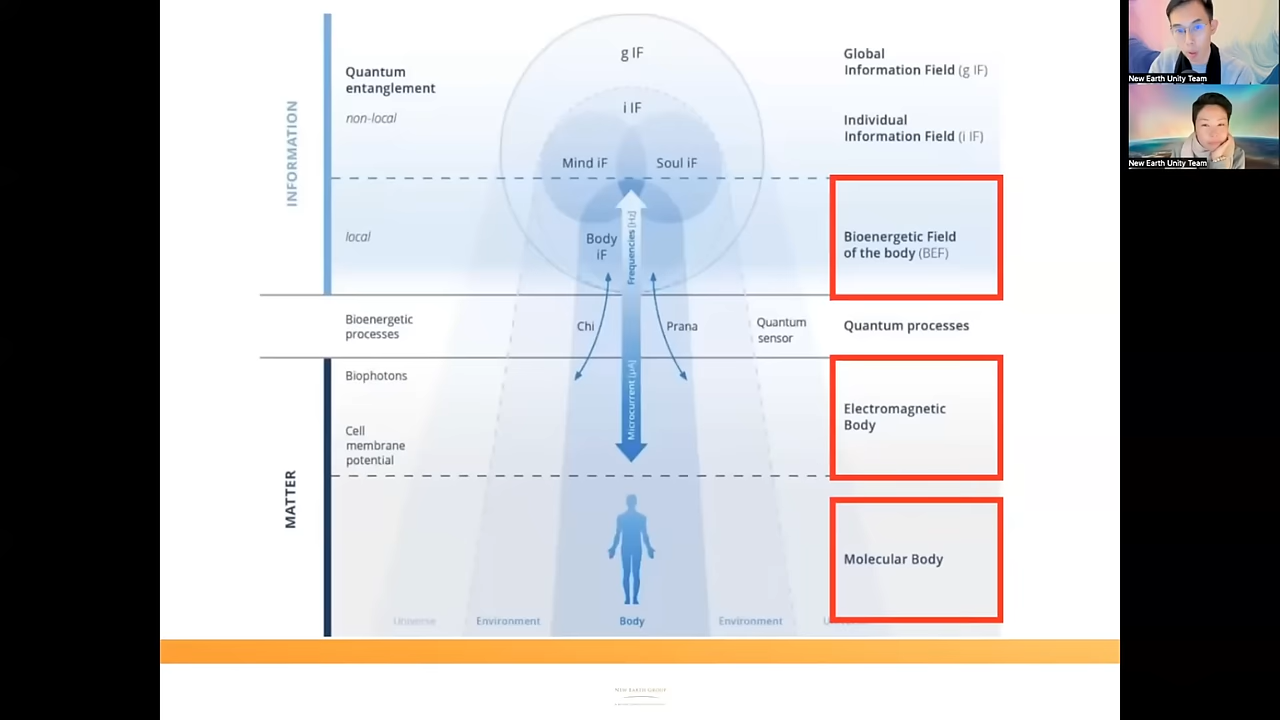 g IF
Global
Information Field (g IF)
Quantum
entanglement
non-local
i IF
Individual
Information Field (i IF)
INFORMATION
Mind iF
Soul iF
local
Body
iF
Frequencies [Hz]
Bioenergetic Field
of the body (BEF)
Bioenergetic
processes
Chi
Prana
Quantum
sensor
Quantum processes
Biophotons
Microcurrent [µA]
Electromagnetic
Body
Cell
membrane
potential
MATTER
Molecular Body
Universe
Environment
Body
Environment
NEW EARTH GROUP
New Earth Unity Team
New Earth Unity Team